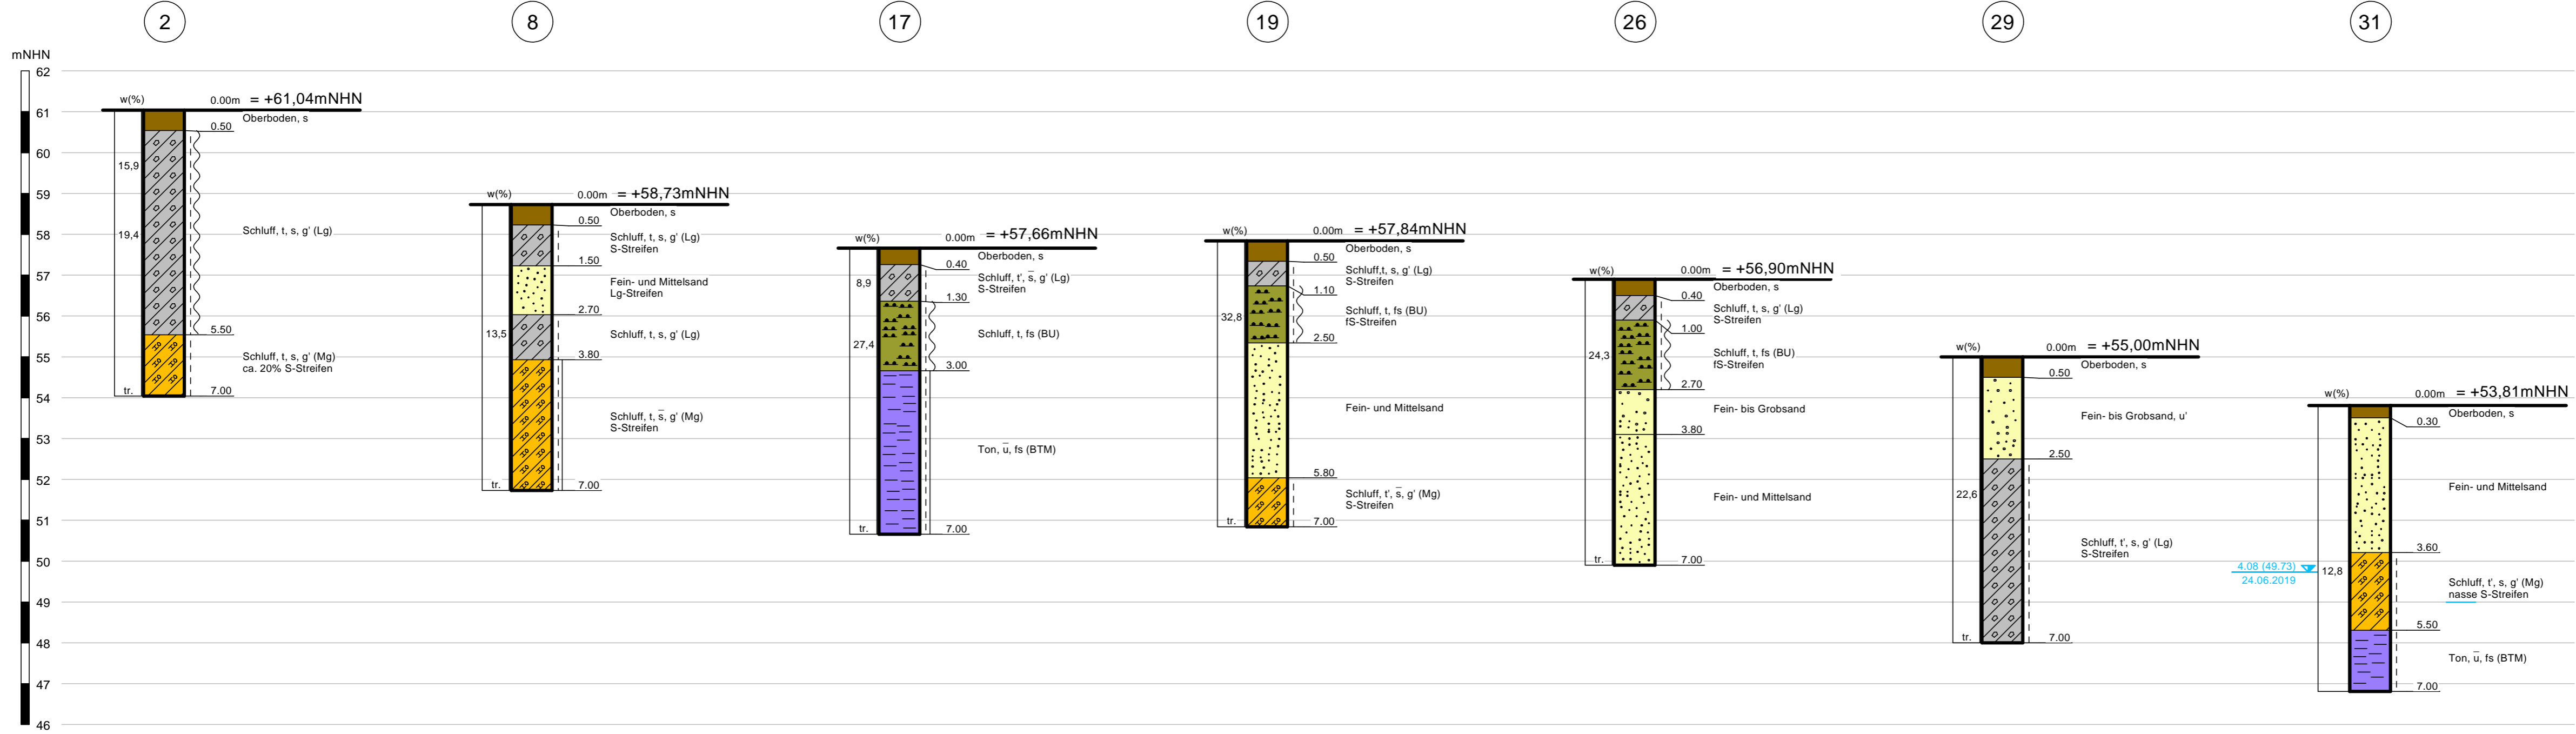 2
8
17
19
26
29
31
mNHN
62
61
60
59
58
57
56
55
54
53
52
51
50
49
48
47
46
w(%)
0.00m = +61,04mNHN
Oberboden, s
0.50
15,9
19,4
Schluff, t, s, g' (Lg)
5.50
Schluff, t, s, g' (Mg)
ca. 20% S-Streifen
tr.
7.00
w(%)
0.00m = +58,73mNHN
Oberboden, s
0.50
Schluff, t, s, g' (Lg)
S-Streifen
1.50
Fein- und Mittelsand
Lg-Streifen
2.70
13,5
Schluff, t, s, g' (Lg)
3.80
Schluff, t, s̅, g' (Mg)
S-Streifen
tr.
7.00
w(%)
0.00m = +57,66mNHN
Oberboden, s
0.40
8,9
Schluff, t', s̅, g' (Lg)
S-Streifen
1.30
27,4
Schluff, t, fs (BU)
3.00
Ton, u̅, fs (BTM)
tr.
7.00
w(%)
0.00m = +57,84mNHN
Oberboden, s
0.50
Schluff,t, s, g' (Lg)
S-Streifen
1.10
32,8
Schluff, t, fs (BU)
fS-Streifen
2.50
Fein- und Mittelsand
5.80
Schluff, t', s̅, g' (Mg)
S-Streifen
tr.
7.00
w(%)
0.00m = +56,90mNHN
Oberboden, s
0.40
Schluff, t, s, g' (Lg)
S-Streifen
1.00
24,3
Schluff, t, fs (BU)
fS-Streifen
2.70
Fein- bis Grobsand
3.80
Fein- und Mittelsand
tr.
7.00
w(%)
0.00m = +55,00mNHN
Oberboden, s
0.50
Fein- bis Grobsand, u'
2.50
22,6
Schluff, t', s, g' (Lg)
S-Streifen
tr.
7.00
w(%)
0.00m = +53,81mNHN
Oberboden, s
0.30
Fein- und Mittelsand
3.60
4.08 (49.73)
24.06.2019
12,8
Schluff, t', s, g' (Mg)
nasse S-Streifen
5.50
Ton, u̅, fs (BTM)
7.00